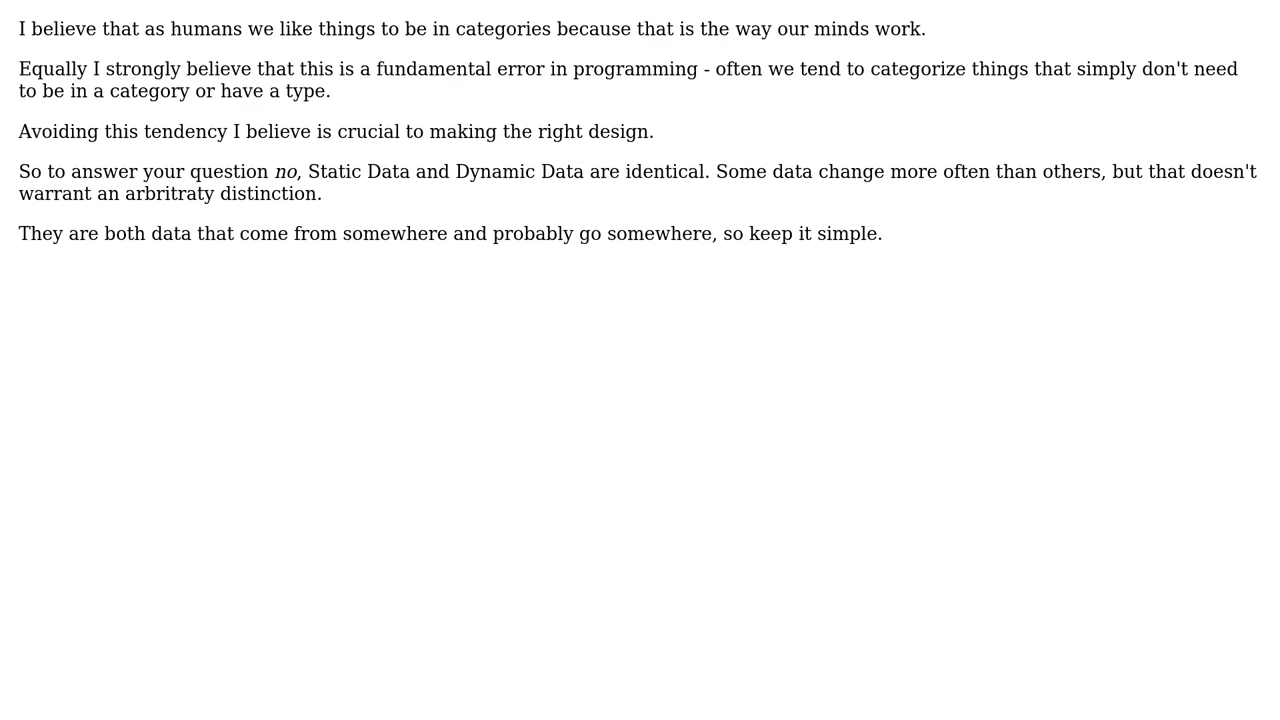 I believe that as humans we like things to be in categories because that is the way our minds work.
Equally I strongly believe that this is a fundamental error in programming - often we tend to categorize things that simply don't need
to be in a category or have a type.
Avoiding this tendency I believe is crucial to making the right design.
So to answer your question no, Static Data and Dynamic Data are identical. Some data change more often than others, but that doesn't
warrant an arbritraty distinction.
They are both data that come from somewhere and probably go somewhere, so keep it simple.